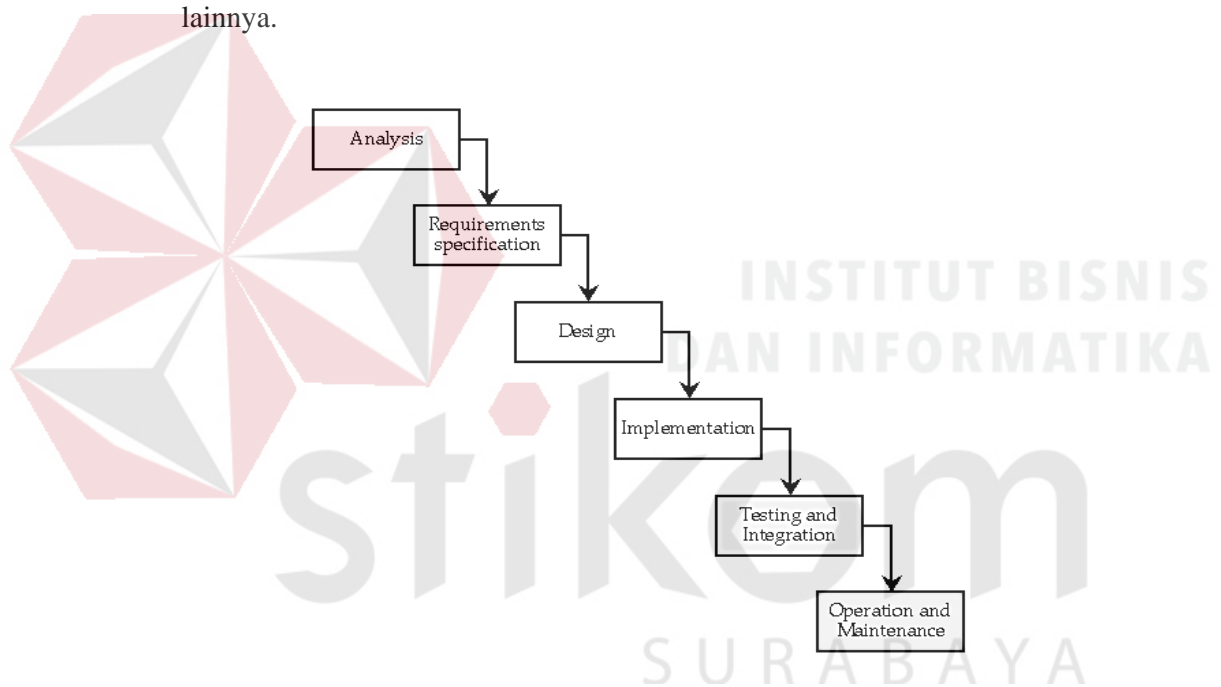 lainnya.
Analysis
Requirements
specification
Design
Implementation
Testing and
Integration
Operation and
Maintenance
INSTITUT BISNIS
DAN INFORMATIKA
stikom
SURABAYA